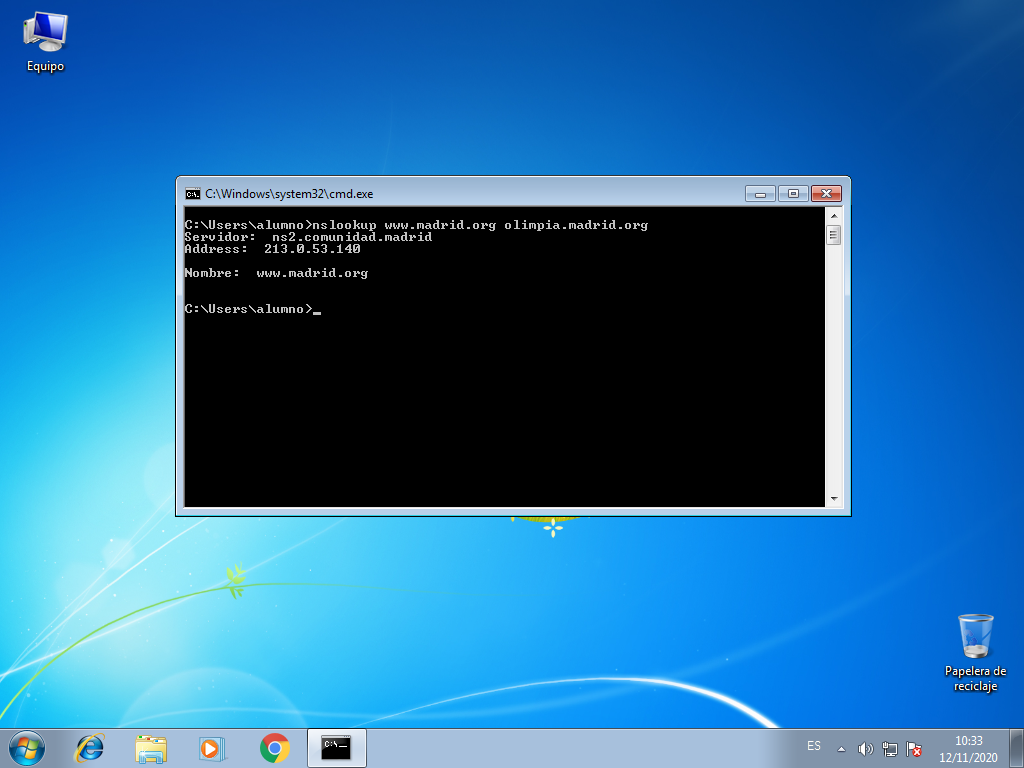 Equipo
C:\Windows\system32\cmd.exe
C:\Users\alumno>nslookup www.madrid.org olimpia.madrid.org
Servidor:  ns2.comunidad.madrid
Address:  213.0.53.140
Nombre:  www.madrid.org
C:\Users\alumno>_
Papelera de
reciclaje
ES
10:33
12/11/2020